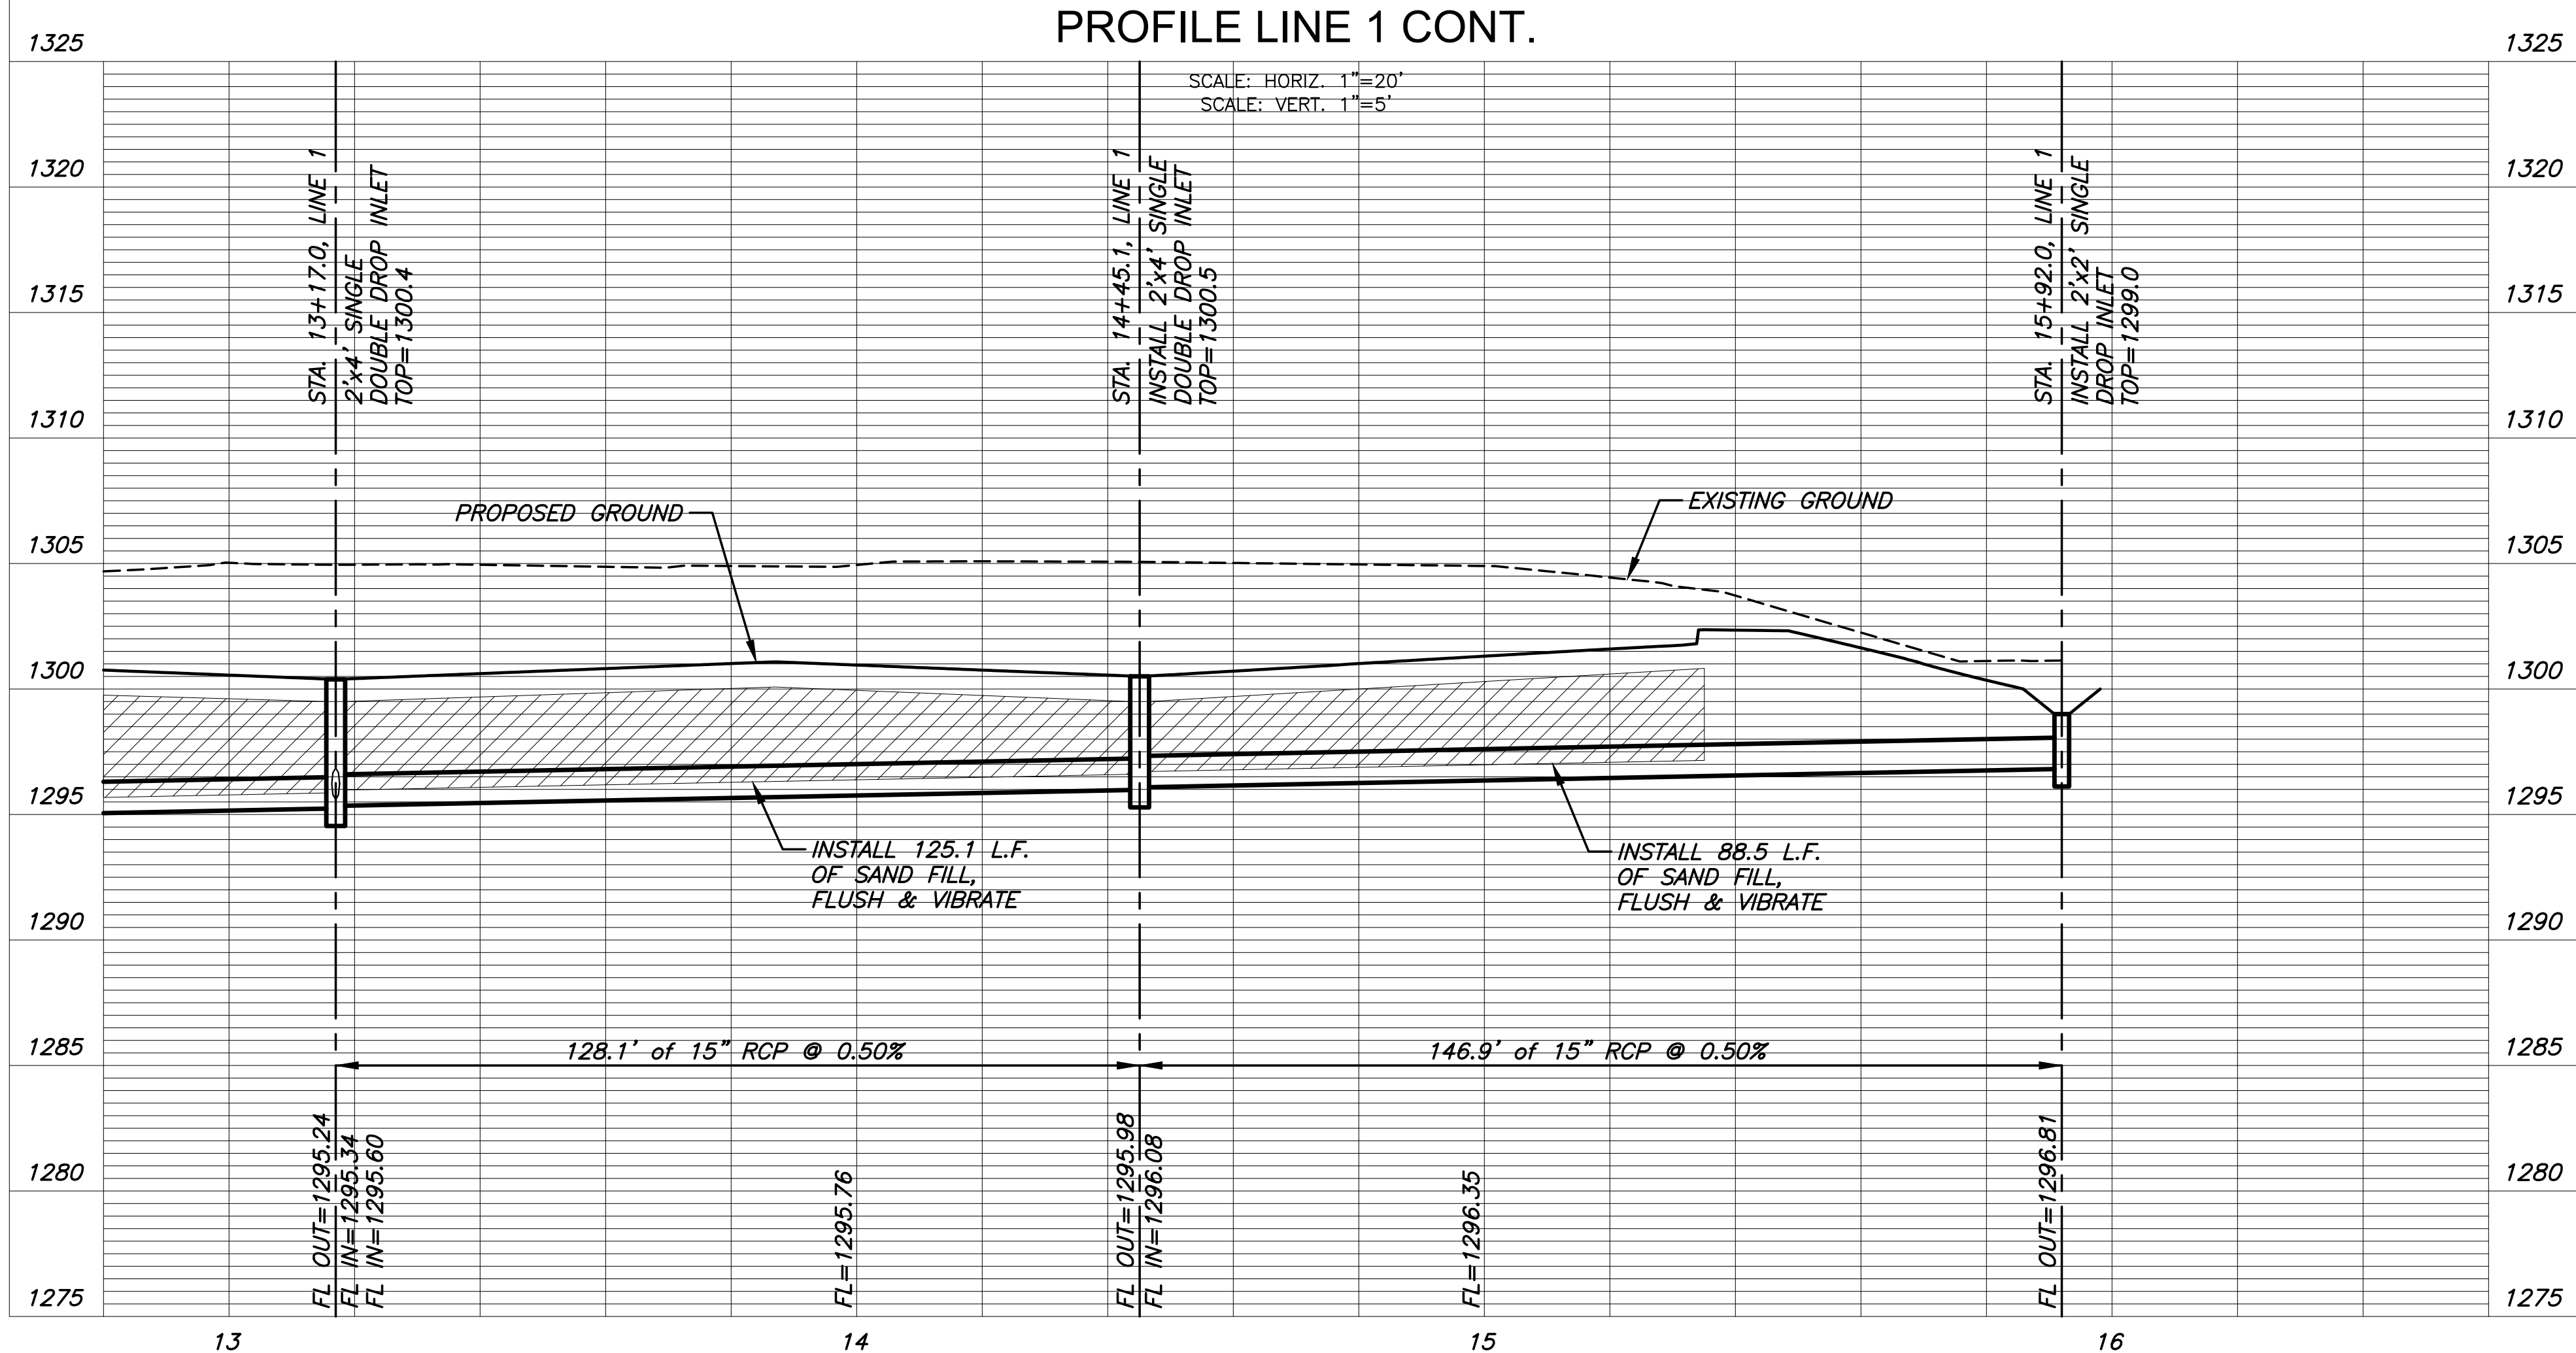 PROFILE LINE 1 CONT.
SCALE: HORIZ. 1"=20'
SCALE: VERT. 1"=5'
1325
1325
1320
1320
1315
1315
1310
1310
1305
1305
1300
1300
1295
1295
1290
1290
1285
1285
1280
1280
1275
1275
STA. 13+17.0, LINE 1
2'x4' SINGLE
DOUBLE DROP INLET
TOP=1300.4
STA. 14+45.1, LINE 1
INSTALL 2'x4' SINGLE
DOUBLE DROP INLET
TOP=1300.5
STA. 15+92.0, LINE 1
INSTALL 2'x2' SINGLE
DROP INLET
TOP=1299.0
PROPOSED GROUND
EXISTING GROUND
INSTALL 125.1 L.F.
OF SAND FILL,
FLUSH & VIBRATE
INSTALL 88.5 L.F.
OF SAND FILL,
FLUSH & VIBRATE
128.1' of 15" RCP @ 0.50%
146.9' of 15" RCP @ 0.50%
FL OUT=1295.24
FL IN=1295.34
FL IN=1295.60
FL=1295.76
FL OUT=1295.98
FL IN=1296.08
FL=1296.35
FL OUT=1296.81
13
14
15
16